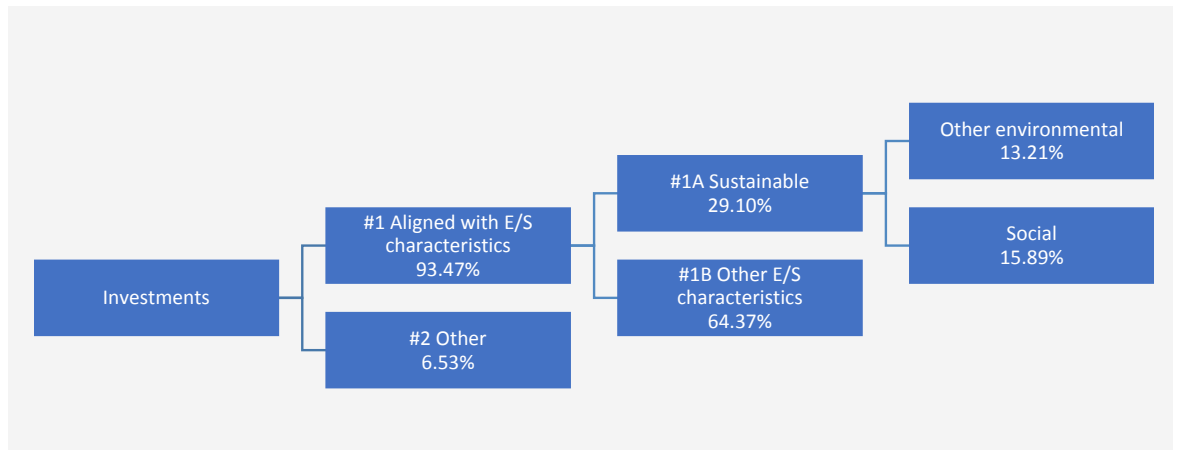 Investments
#1 Aligned with E/S
characteristics
93.47%
#2 Other
6.53%
#1A Sustainable
29.10%
#1B Other E/S
characteristics
64.37%
Other environmental
13.21%
Social
15.89%